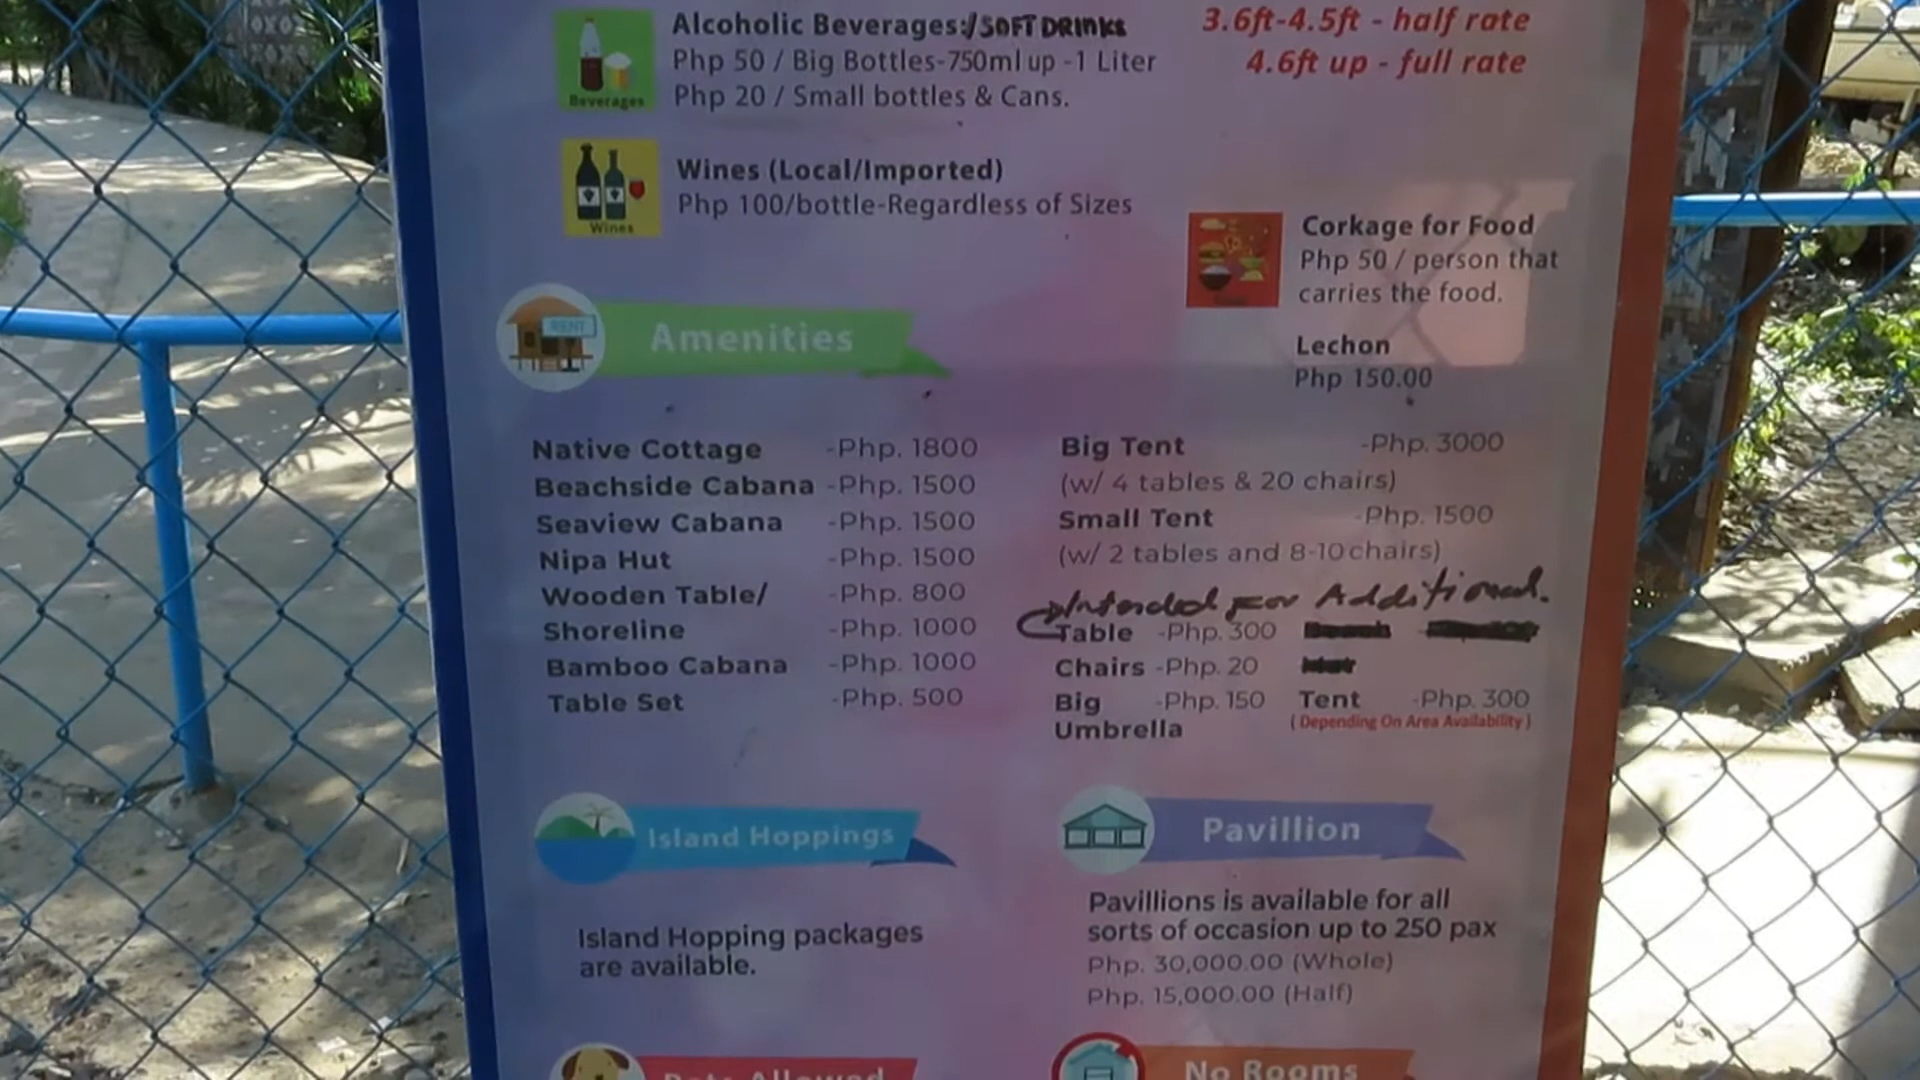 Alcoholic Beverages:/SOFT DRINKS
Php 50 / Big Bottles-750ml up -1 Liter
Php 20 / Small bottles & Cans.
Beverages
3.6ft-4.5ft - half rate
4.6ft up - full rate
Wines (Local/Imported)
Php 100/bottle-Regardless of Sizes
Wines
Corkage for Food
Php 50 / person that
carries the food.
Lechon
Php 150.00
RENT
Amenities
Native Cottage -Php. 1800
Beachside Cabana -Php. 1500
Seaview Cabana -Php. 1500
Nipa Hut -Php. 1500
Wooden Table/ -Php. 800
Shoreline -Php. 1000
Bamboo Cabana -Php. 1000
Table Set -Php. 500
Big Tent -Php. 3000
(w/ 4 tables & 20 chairs)
Small Tent -Php. 1500
(w/ 2 tables and 8-10 chairs)
Intended for Additional.
Table -Php. 300
Chairs -Php. 20
Big -Php. 150
Umbrella
Tent -Php. 300
( Depending On Area Availability )
Island Hoppings
Island Hopping packages
are available.
Pavillion
Pavillions is available for all
sorts of occasion up to 250 pax
Php. 30,000.00 (Whole)
Php. 15,000.00 (Half)
Pets Allowed
No Rooms